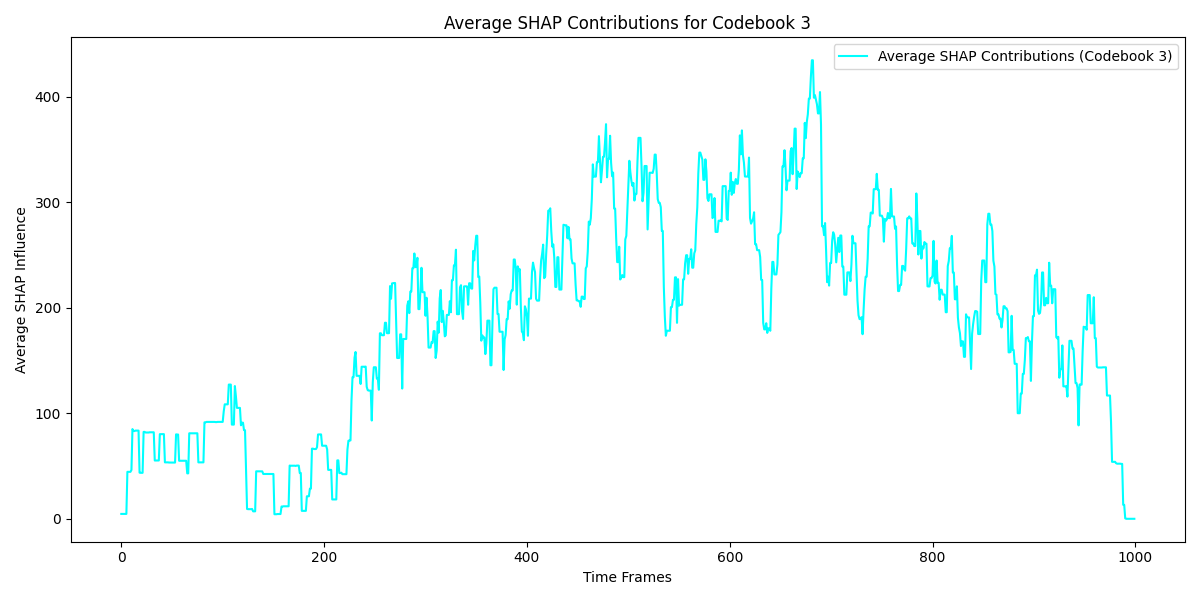 Average SHAP Contributions for Codebook 3
Average SHAP Contributions (Codebook 3)
Average SHAP Influence
400
300
200
100
0
0 200 400 600 800 1000
Time Frames